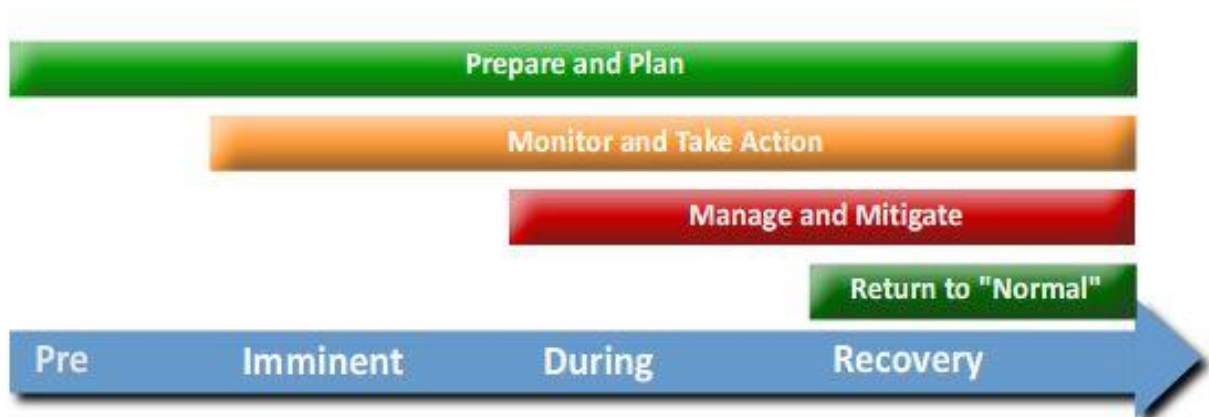 Prepare and Plan
Monitor and Take Action
Manage and Mitigate
Return to "Normal"
Pre Imminent During Recovery